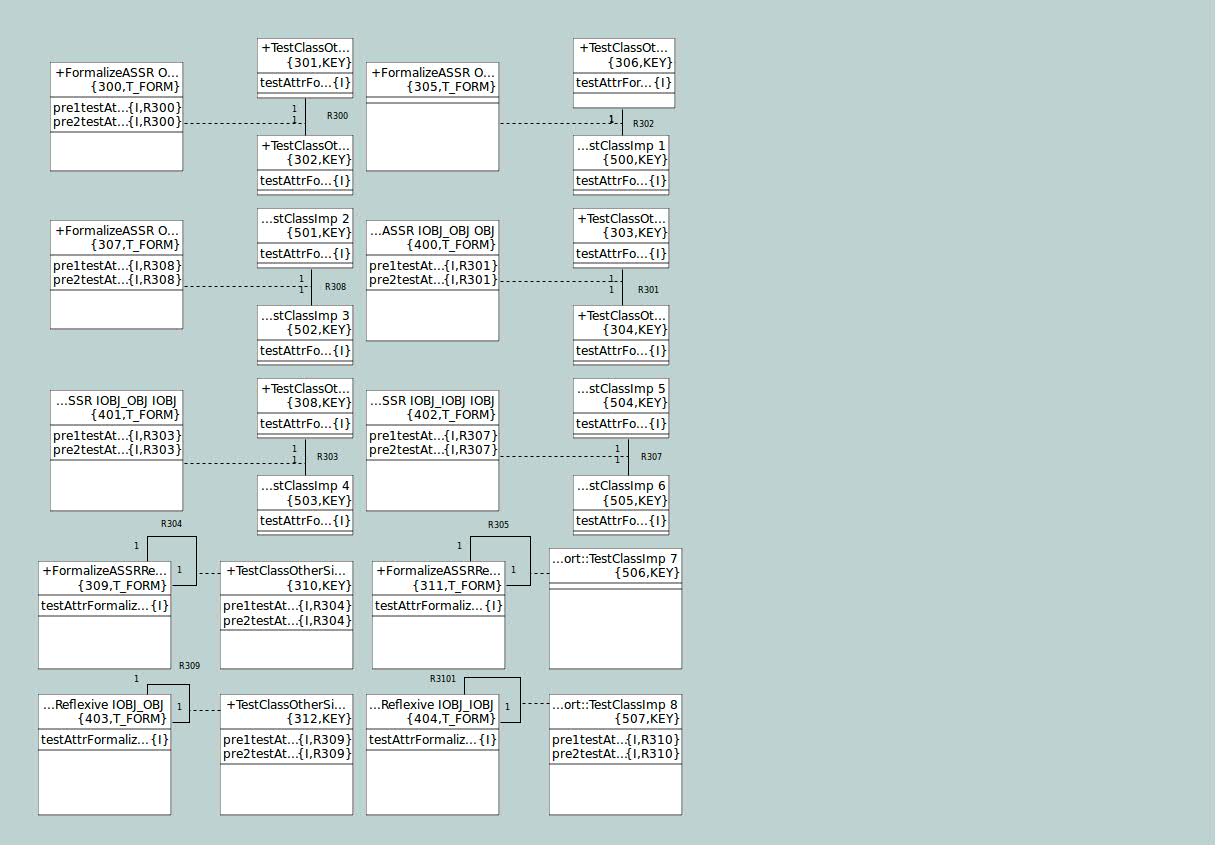 +FormalizeASSR O...
{300,T_FORM}
pre1testAt...{I,R300}
pre2testAt...{I,R300}
+TestClassOt...
{301,KEY}
testAttrFo...{I}
1
1
R300
+TestClassOt...
{302,KEY}
testAttrFo...{I}
+FormalizeASSR O...
{305,T_FORM}
+TestClassOt...
{306,KEY}
testAttrFor...{I}
1
R302
...stClassImp 1
{500,KEY}
testAttrFo...{I}
+FormalizeASSR O...
{307,T_FORM}
pre1testAt...{I,R308}
pre2testAt...{I,R308}
...stClassImp 2
{501,KEY}
testAttrFo...{I}
1
1
R308
...stClassImp 3
{502,KEY}
testAttrFo...{I}
...ASSR IOBJ_OBJ OBJ
{400,T_FORM}
pre1testAt...{I,R301}
pre2testAt...{I,R301}
+TestClassOt...
{303,KEY}
testAttrFo...{I}
1
1
R301
+TestClassOt...
{304,KEY}
testAttrFo...{I}
...SSR IOBJ_OBJ IOBJ
{401,T_FORM}
pre1testAt...{I,R303}
pre2testAt...{I,R303}
+TestClassOt...
{308,KEY}
testAttrFo...{I}
1
1
R303
...stClassImp 4
{503,KEY}
testAttrFo...{I}
...SSR IOBJ_IOBJ IOBJ
{402,T_FORM}
pre1testAt...{I,R307}
pre2testAt...{I,R307}
...stClassImp 5
{504,KEY}
testAttrFo...{I}
1
1
R307
...stClassImp 6
{505,KEY}
testAttrFo...{I}
R304
1
1
+FormalizeASSRRe...
{309,T_FORM}
testAttrFormaliz...{I}
+TestClassOtherSi...
{310,KEY}
pre1testAt...{I,R304}
pre2testAt...{I,R304}
R305
1
1
+FormalizeASSRRe...
{311,T_FORM}
testAttrFormaliz...{I}
...ort::TestClassImp 7
{506,KEY}
R309
1
1
...Reflexive IOBJ_OBJ
{403,T_FORM}
testAttrFormaliz...{I}
+TestClassOtherSi...
{312,KEY}
pre1testAt...{I,R309}
pre2testAt...{I,R309}
R3101
1
...Reflexive IOBJ_IOBJ
{404,T_FORM}
testAttrFormaliz...{I}
...ort::TestClassImp 8
{507,KEY}
pre1testAt...{I,R310}
pre2testAt...{I,R310}